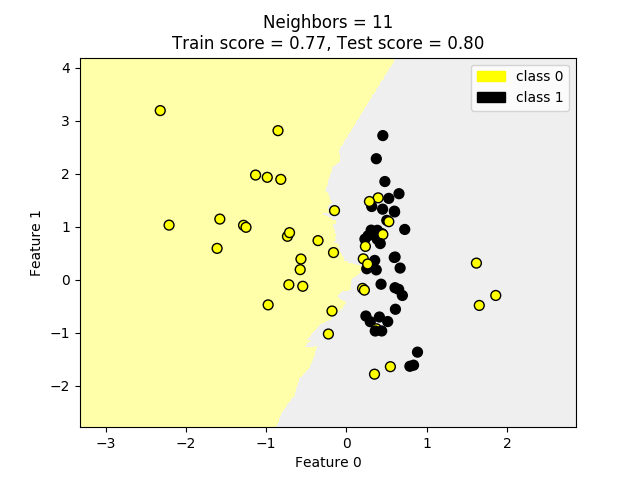 Neighbors = 11
Train score = 0.77, Test score = 0.80
class 0
class 1
4
3
2
1
0
−1
−2
Feature 1
−3
−2
−1
0
1
2
Feature 0